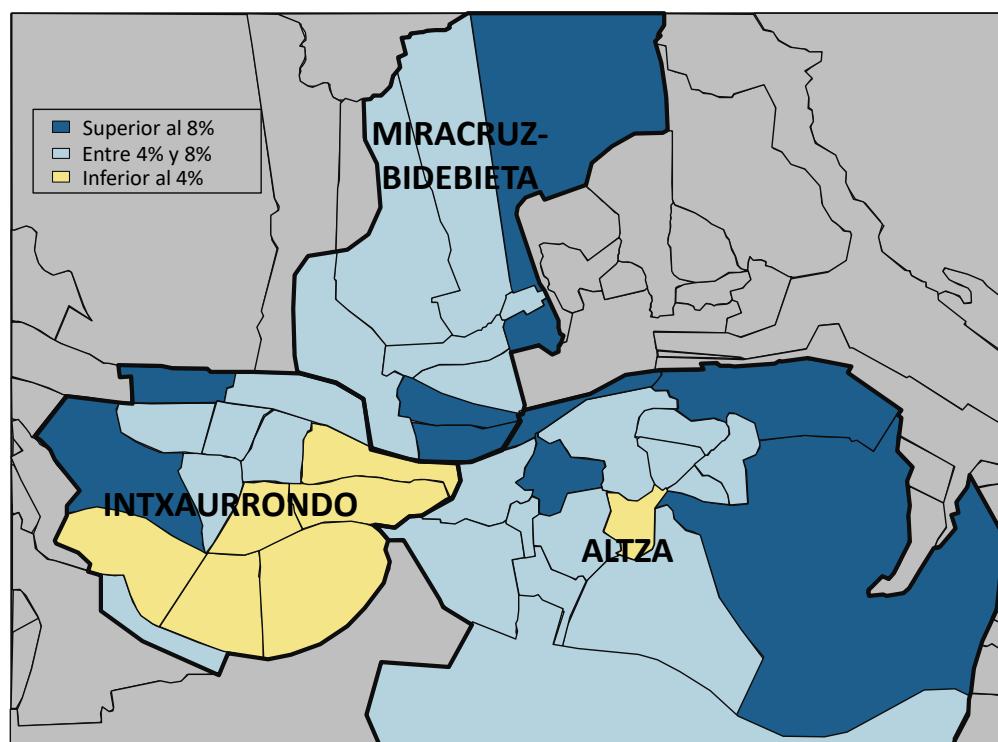 MIRACRUZ-
BIDEBIETA
Superior al 8%
Entre 4% y 8%
Inferior al 4%
INTXAURRONDO
ALTZA